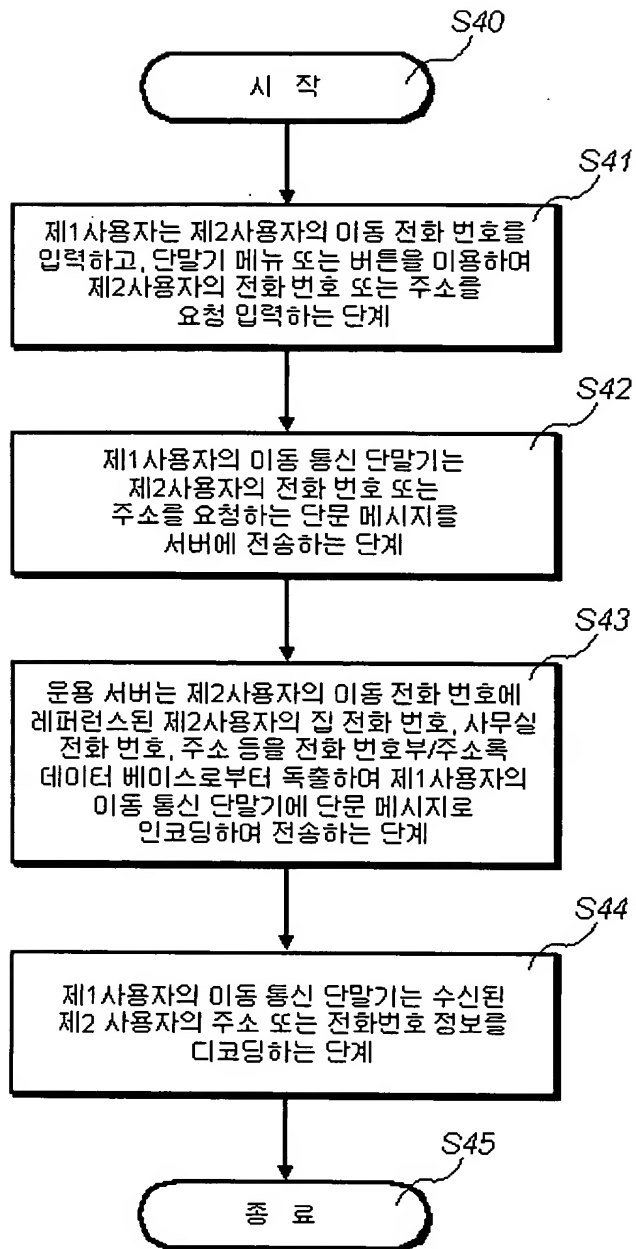 S40
시 작
S41
제1사용자는 제2사용자의 이동 전화 번호를
입력하고, 단말기 메뉴 또는 버튼을 이용하여
제2사용자의 전화 번호 또는 주소를
요청 입력하는 단계
S42
제1사용자의 이동 통신 단말기는
제2사용자의 전화 번호 또는
주소를 요청하는 단문 메시지를
서버에 전송하는 단계
S43
운용 서버는 제2사용자의 이동 전화 번호에
레퍼런스된 제2사용자의 집 전화 번호, 사무실
전화 번호, 주소 등을 전화 번호부/주소록
데이터 베이스로부터 독출하여 제1사용자의
이동 통신 단말기에 단문 메시지로
인코딩하여 전송하는 단계
S44
제1사용자의 이동 통신 단말기는 수신된
제2 사용자의 주소 또는 전화번호 정보를
디코딩하는 단계
S45
종 료